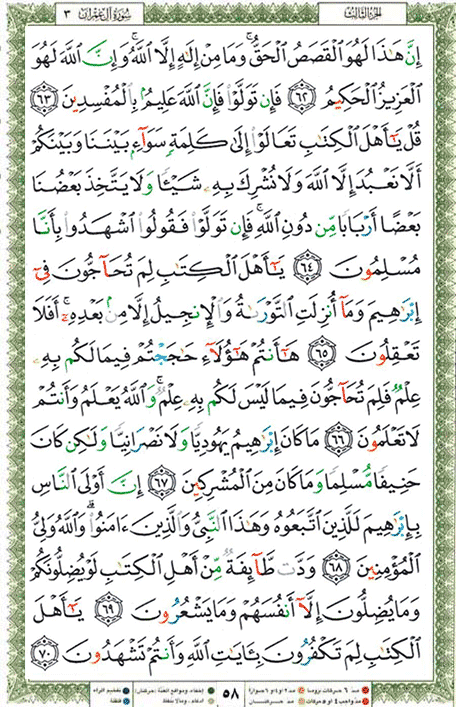 الجزء الثالث
سورة آل عمران ٣
إِنَّ هَٰذَا لَهُوَ ٱلْقَصَصُ ٱلْحَقُّ ۚ وَمَا مِنْ إِلَٰهٍ إِلَّا ٱللَّهُ ۚ وَإِنَّ ٱللَّهَ لَهُوَ
ٱلْعَزِيزُ ٱلْحَكِيمُ ٦٢ فَإِن تَوَلَّوْا۟ فَإِنَّ ٱللَّهَ عَلِيمٌۢ بِٱلْمُفْسِدِينَ ٦٣
قُلْ يَٰٓأَهْلَ ٱلْكِتَٰبِ تَعَالَوْا۟ إِلَىٰ كَلِمَةٍ سَوَآءٍۭ بَيْنَنَا وَبَيْنَكُمْ
أَلَّا نَعْبُدَ إِلَّا ٱللَّهَ وَلَا نُشْرِكَ بِهِۦ شَيْـًٔا وَلَا يَتَّخِذَ بَعْضُنَا
بَعْضًا أَرْبَابًا مِّن دُونِ ٱللَّهِ ۚ فَإِن تَوَلَّوْا۟ فَقُولُوا۟ ٱشْهَدُوا۟ بِأَنَّا
مُسْلِمُونَ ٦٤ يَٰٓأَهْلَ ٱلْكِتَٰبِ لِمَ تُحَآجُّونَ فِىٓ
إِبْرَٰهِيمَ وَمَآ أُنزِلَتِ ٱلتَّوْرَىٰةُ وَٱلْإِنجِيلُ إِلَّا مِنۢ بَعْدِهِۦٓ ۚ أَفَلَا
تَعْقِلُونَ ٦٥ هَٰٓأَنتُمْ هَٰٓؤُلَآءِ حَٰجَجْتُمْ فِيمَا لَكُم بِهِۦ
عِلْمٌ فَلِمَ تُحَآجُّونَ فِيمَا لَيْسَ لَكُم بِهِۦ عِلْمٌ ۚ وَٱللَّهُ يَعْلَمُ وَأَنتُمْ
لَا تَعْلَمُونَ ٦٦ مَا كَانَ إِبْرَٰهِيمُ يَهُودِيًّا وَلَا نَصْرَانِيًّا وَلَٰكِن كَانَ
حَنِيفًا مُّسْلِمًا وَمَا كَانَ مِنَ ٱلْمُشْرِكِينَ ٦٧ إِنَّ أَوْلَى ٱلنَّاسِ
بِإِبْرَٰهِيمَ لَلَّذِينَ ٱتَّبَعُوهُ وَهَٰذَا ٱلنَّبِىُّ وَٱلَّذِينَ ءَامَنُوا۟ ۗ وَٱللَّهُ وَلِىُّ
ٱلْمُؤْمِنِينَ ٦٨ وَدَّت طَّآئِفَةٌ مِّنْ أَهْلِ ٱلْكِتَٰبِ لَوْ يُضِلُّونَكُمْ
وَمَا يُضِلُّونَ إِلَّآ أَنفُسَهُمْ وَمَا يَشْعُرُونَ ٦٩ يَٰٓأَهْلَ
ٱلْكِتَٰبِ لِمَ تَكْفُرُونَ بِـَٔايَٰتِ ٱللَّهِ وَأَنتُمْ تَشْهَدُونَ ٧٠
٥٨